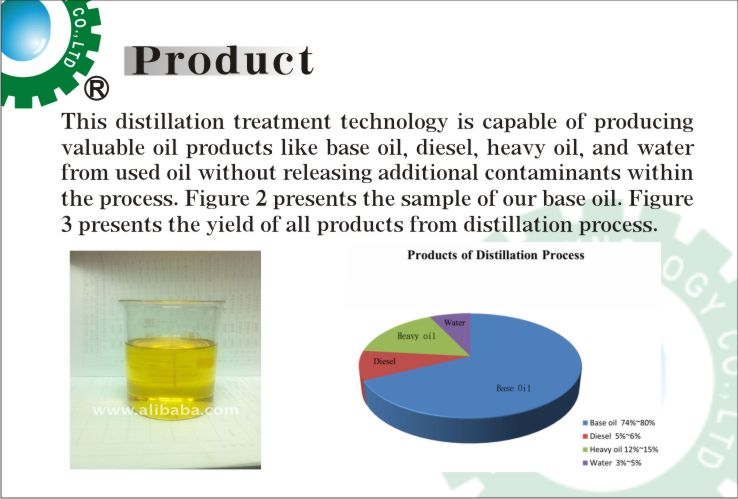 CO.,LTD
®
Product
This distillation treatment technology is capable of producing
valuable oil products like base oil, diesel, heavy oil, and water
from used oil without releasing additional contaminants within
the process. Figure 2 presents the sample of our base oil. Figure
3 presents the yield of all products from distillation process.
www.alibaba.com
Products of Distillation Process
Water
Heavy oil
Diesel
Base Oil
Base oil 74%~80%
Diesel 5%~6%
Heavy oil 12%~15%
Water 3%~5%
OGY CO.,LTD